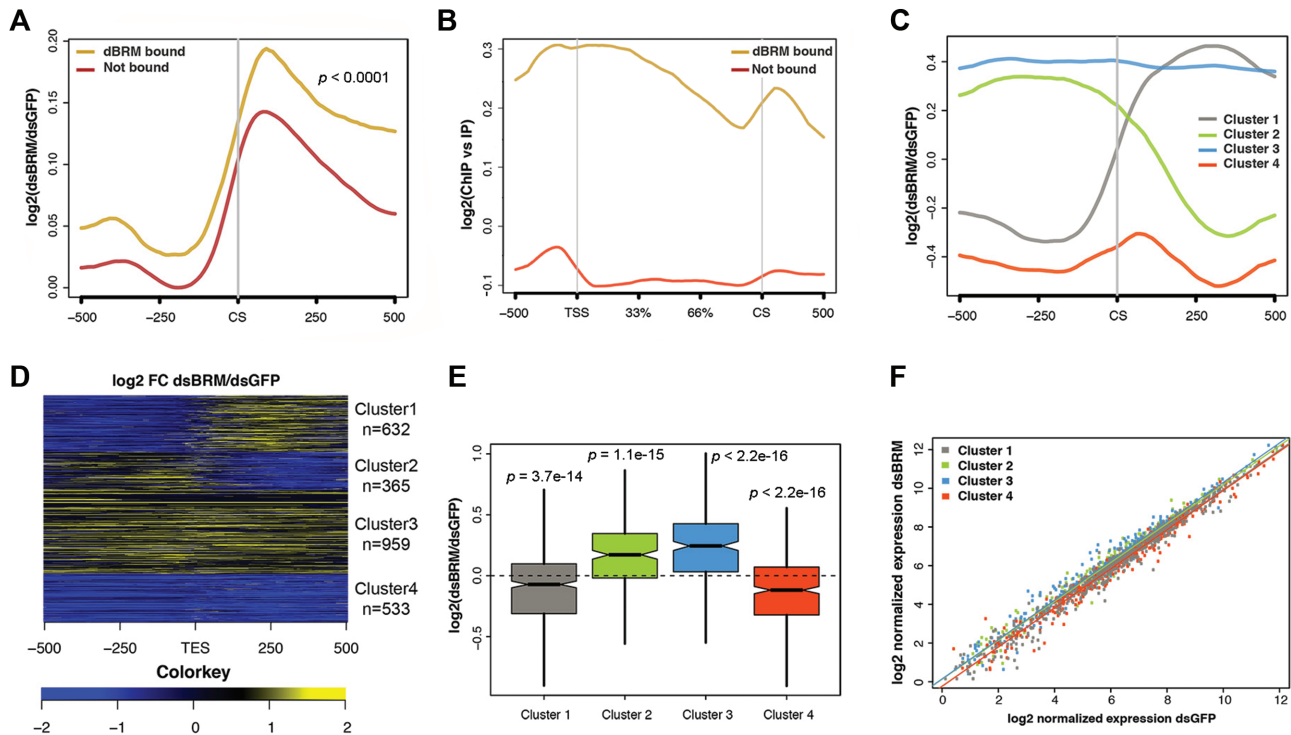 A
dBRM bound
Not bound
p < 0.0001
log2(dsBRM/dsGFP)
0.20
0.15
0.10
0.05
0.00
−500
−250
CS
250
500
B
dBRM bound
Not bound
log2(ChIP vs IP)
0.3
0.2
0.1
0.0
−0.1
−500
TSS
33%
66%
CS
500
C
Cluster 1
Cluster 2
Cluster 3
Cluster 4
log2(dsBRM/dsGFP)
0.4
0.2
0.0
−0.2
−0.4
−500
−250
CS
250
500
D
log2 FC dsBRM/dsGFP
Cluster1
n=632
Cluster2
n=365
Cluster3
n=959
Cluster4
n=533
−500
−250
TES
250
500
Colorkey
−2
−1
0
1
2
E
log2(dsBRM/dsGFP)
1.0
0.5
0.0
−0.5
p = 3.7e-14
p = 1.1e-15
p < 2.2e-16
p < 2.2e-16
Cluster 1
Cluster 2
Cluster 3
Cluster 4
F
Cluster 1
Cluster 2
Cluster 3
Cluster 4
log2 normalized expression dsBRM
12
10
8
6
4
2
0
0
2
4
6
8
10
12
log2 normalized expression dsGFP